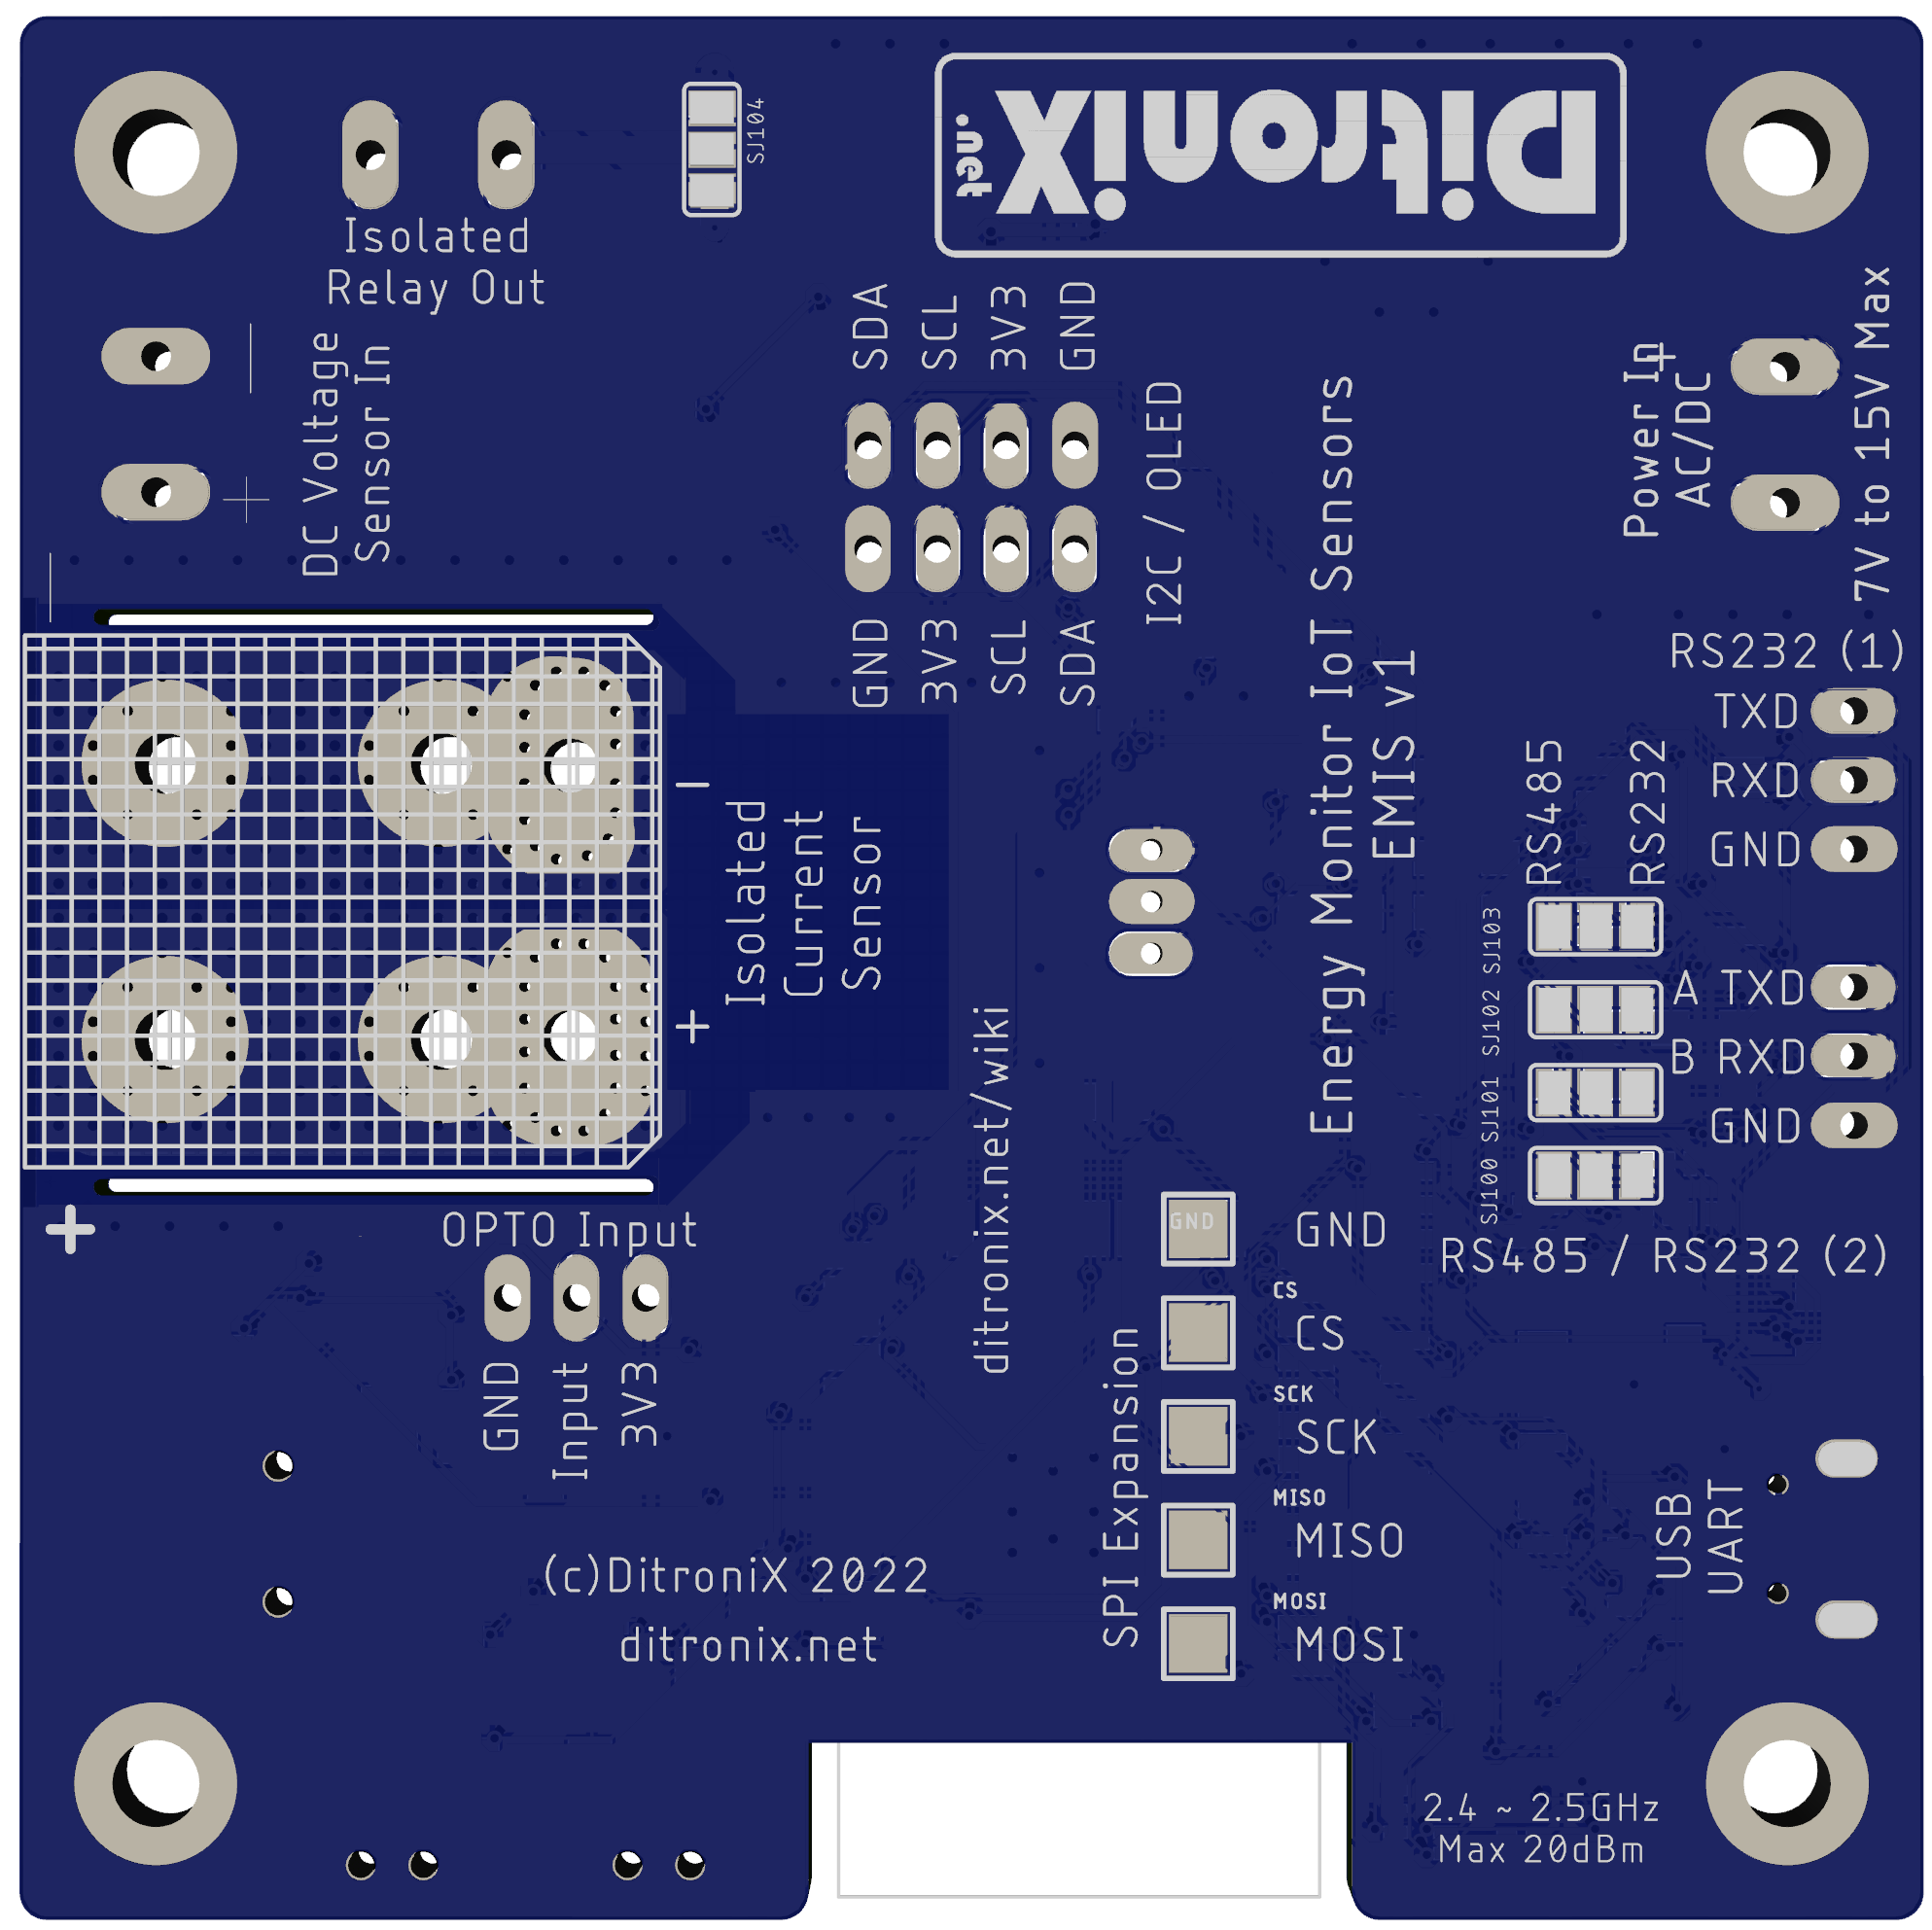 DitroniX
.net
SJ104
Isolated
Relay Out
DC Voltage
Sensor In
SDA
SCL
3V3
GND
GND
3V3
SCL
SDA
I2C / OLED
Power In
AC/DC
7V to 15V Max
+
Energy Monitor IoT Sensors
EMIS v1
RS232 (1)
TXD
RXD
GND
RS485
RS232
SJ103
SJ102
SJ101
SJ100
A TXD
B RXD
GND
RS485 / RS232 (2)
-
Isolated
Current
Sensor
+
ditronix.net/wiki
+
OPTO Input
GND
Input
3V3
SPI Expansion
GND
GND
CS
CS
SCK
SCK
MISO
MISO
MOSI
MOSI
USB
UART
(c)DitroniX 2022
ditronix.net
2.4 ~ 2.5GHz
Max 20dBm